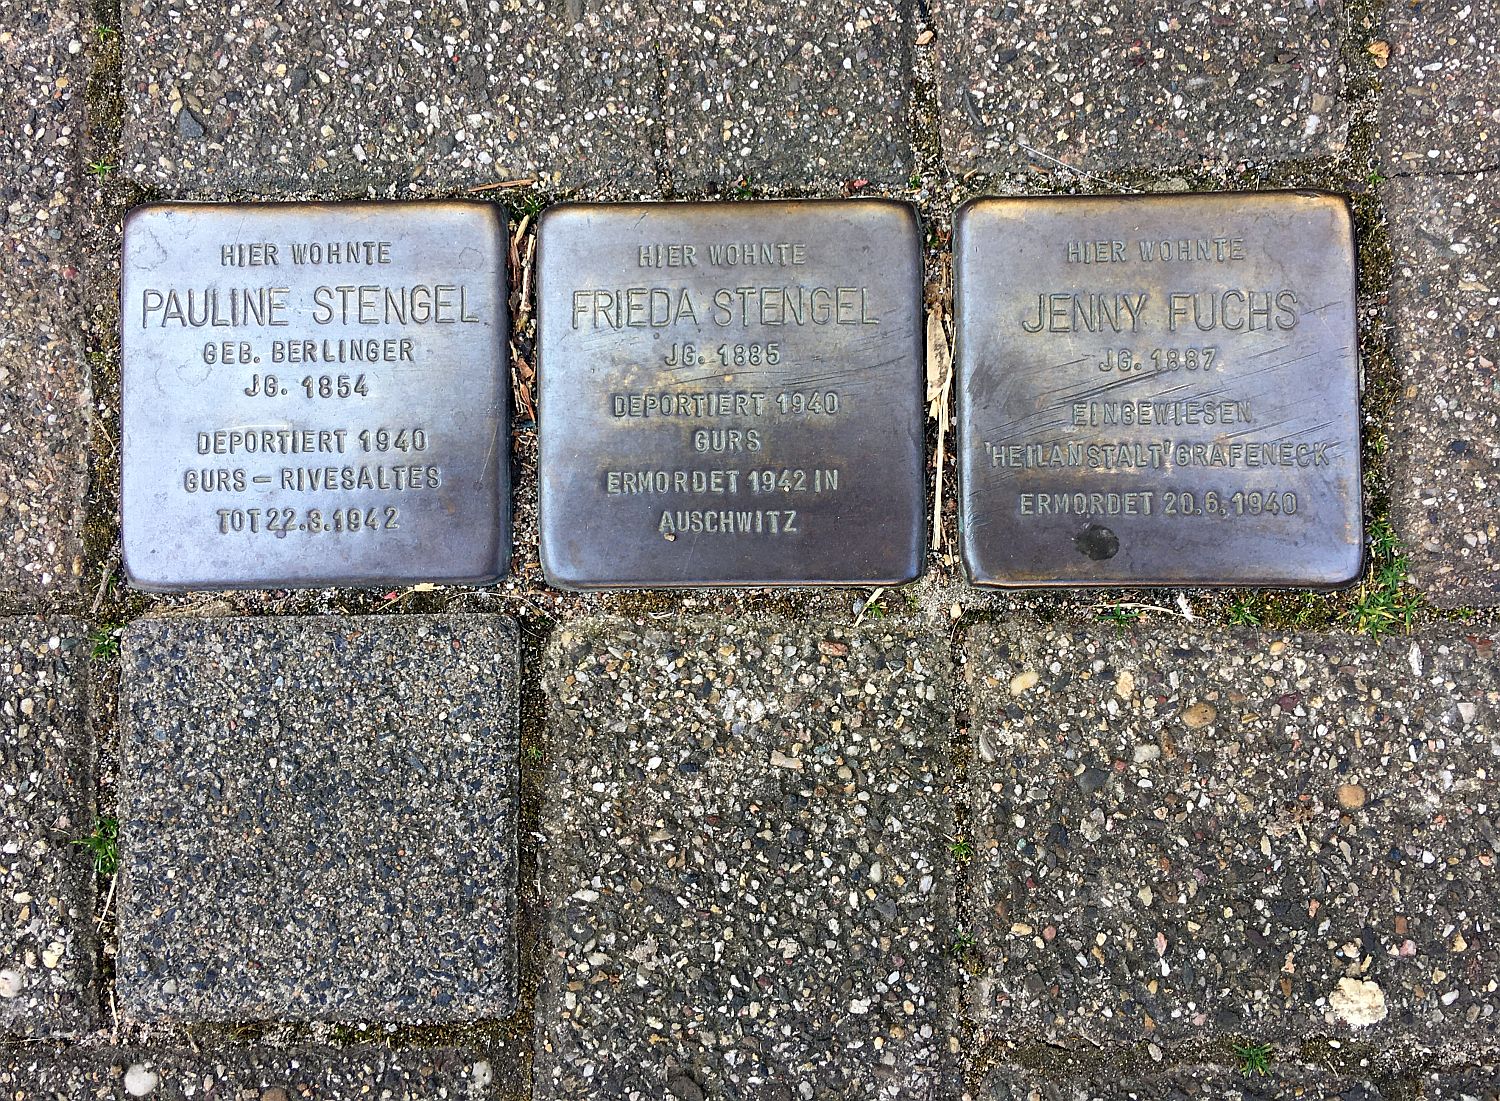 HIER WOHNTE
PAULINE STENGEL
GEB. BERLINGER
JG. 1854
DEPORTIERT 1940
GURS – RIVESALTES
TOT 22.3.1942
HIER WOHNTE
FRIEDA STENGEL
JG. 1885
DEPORTIERT 1940
GURS
ERMORDET 1942 IN
AUSCHWITZ
HIER WOHNTE
JENNY FUCHS
JG. 1887
EINGEWIESEN
'HEILANSTALT' GRAFENECK
ERMORDET 20.6.1940